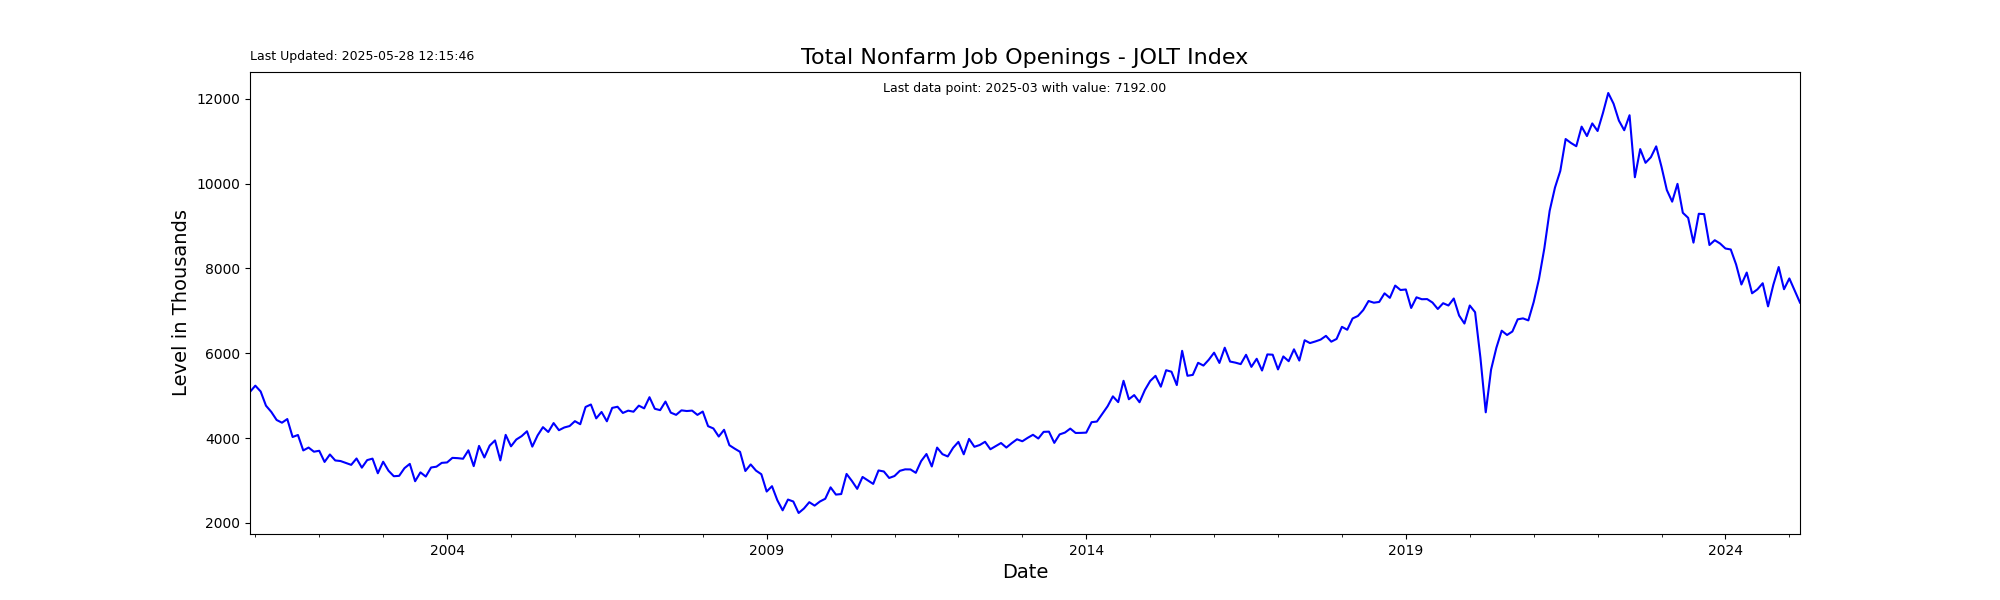 Last Updated: 2025-05-28 12:15:46
Total Nonfarm Job Openings - JOLT Index
Last data point: 2025-03 with value: 7192.00
Level in Thousands
12000
10000
8000
6000
4000
2000
2004
2009
2014
2019
2024
Date